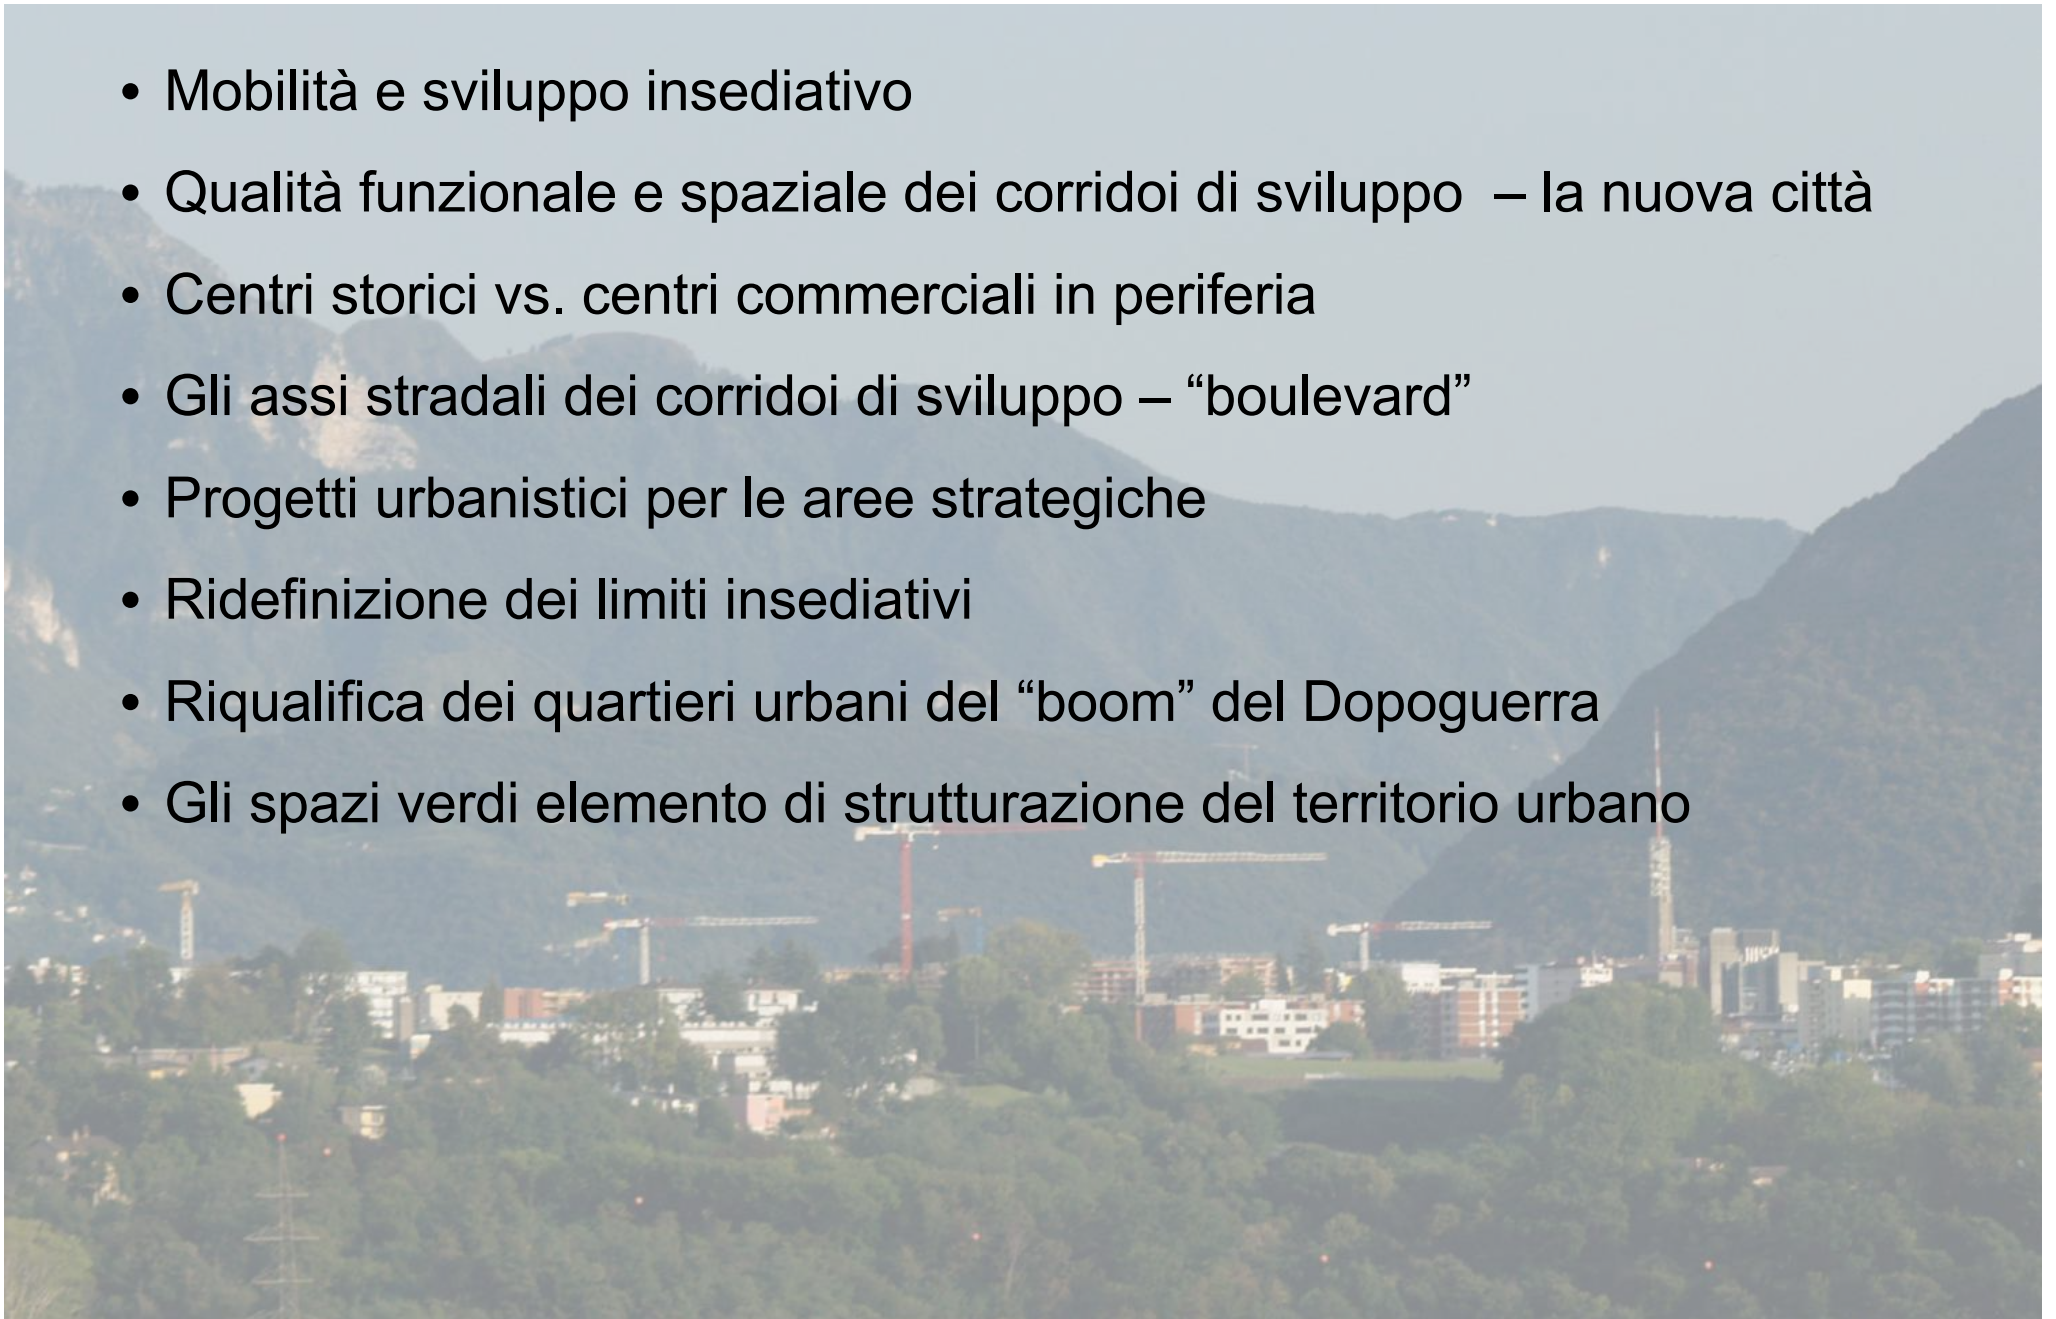 • Mobilità e sviluppo insediativo
• Qualità funzionale e spaziale dei corridoi di sviluppo – la nuova città
• Centri storici vs. centri commerciali in periferia
• Gli assi stradali dei corridoi di sviluppo – “boulevard”
• Progetti urbanistici per le aree strategiche
• Ridefinizione dei limiti insediativi
• Riqualifica dei quartieri urbani del “boom” del Dopoguerra
• Gli spazi verdi elemento di strutturazione del territorio urbano